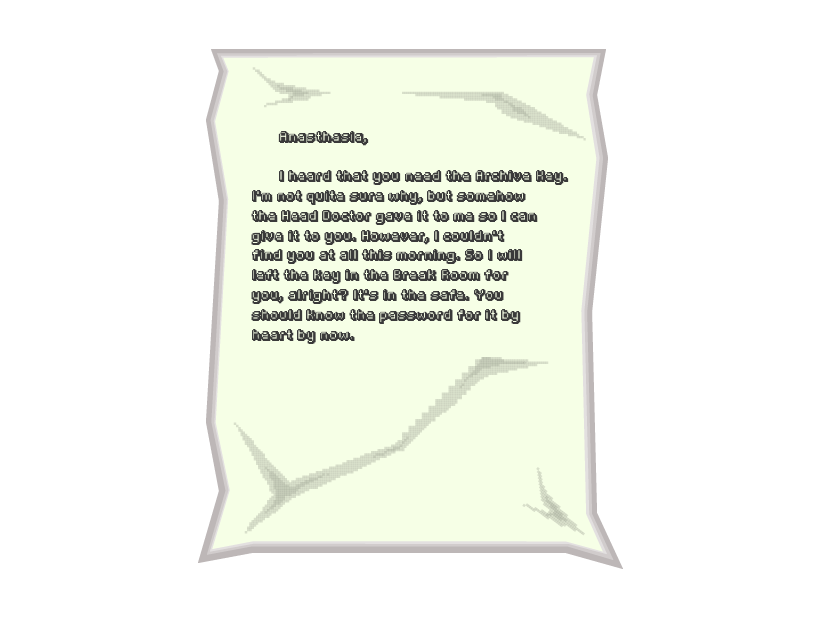 Anasthasia,
I heard that you need the Archive Key.
I'm not quite sure why, but somehow
the Head Doctor gave it to me so I can
give it to you. However, I couldn't
find you at all this morning. So I will
left the key in the Break Room for
you, alright? It's in the safe. You
should know the password for it by
heart by now.